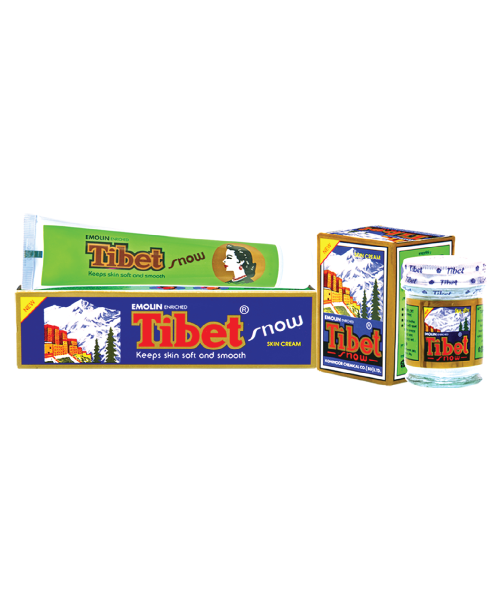 EMOLIN ENRICHED
Tibet snow
Keeps skin soft and smooth
NEW
EMOLIN ENRICHED
Tibet® snow
SKIN CREAM
Keeps skin soft and smooth
NEW
SKIN CREAM
EMOLIN ENRICHED
Tibet®
snow
KOHINOOR CHEMICAL CO. (BD) LTD.
Tibet
Tibet
snow